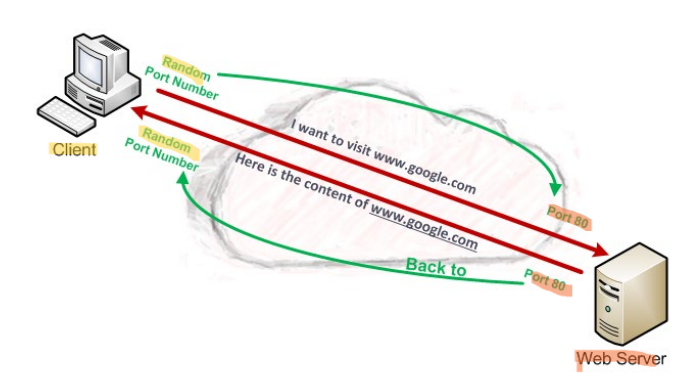 Random
Port Number
I want to visit www.google.com
Random
Port Number
Client
Here is the content of www.google.com
Port 80
Back to
Port 80
Web Server